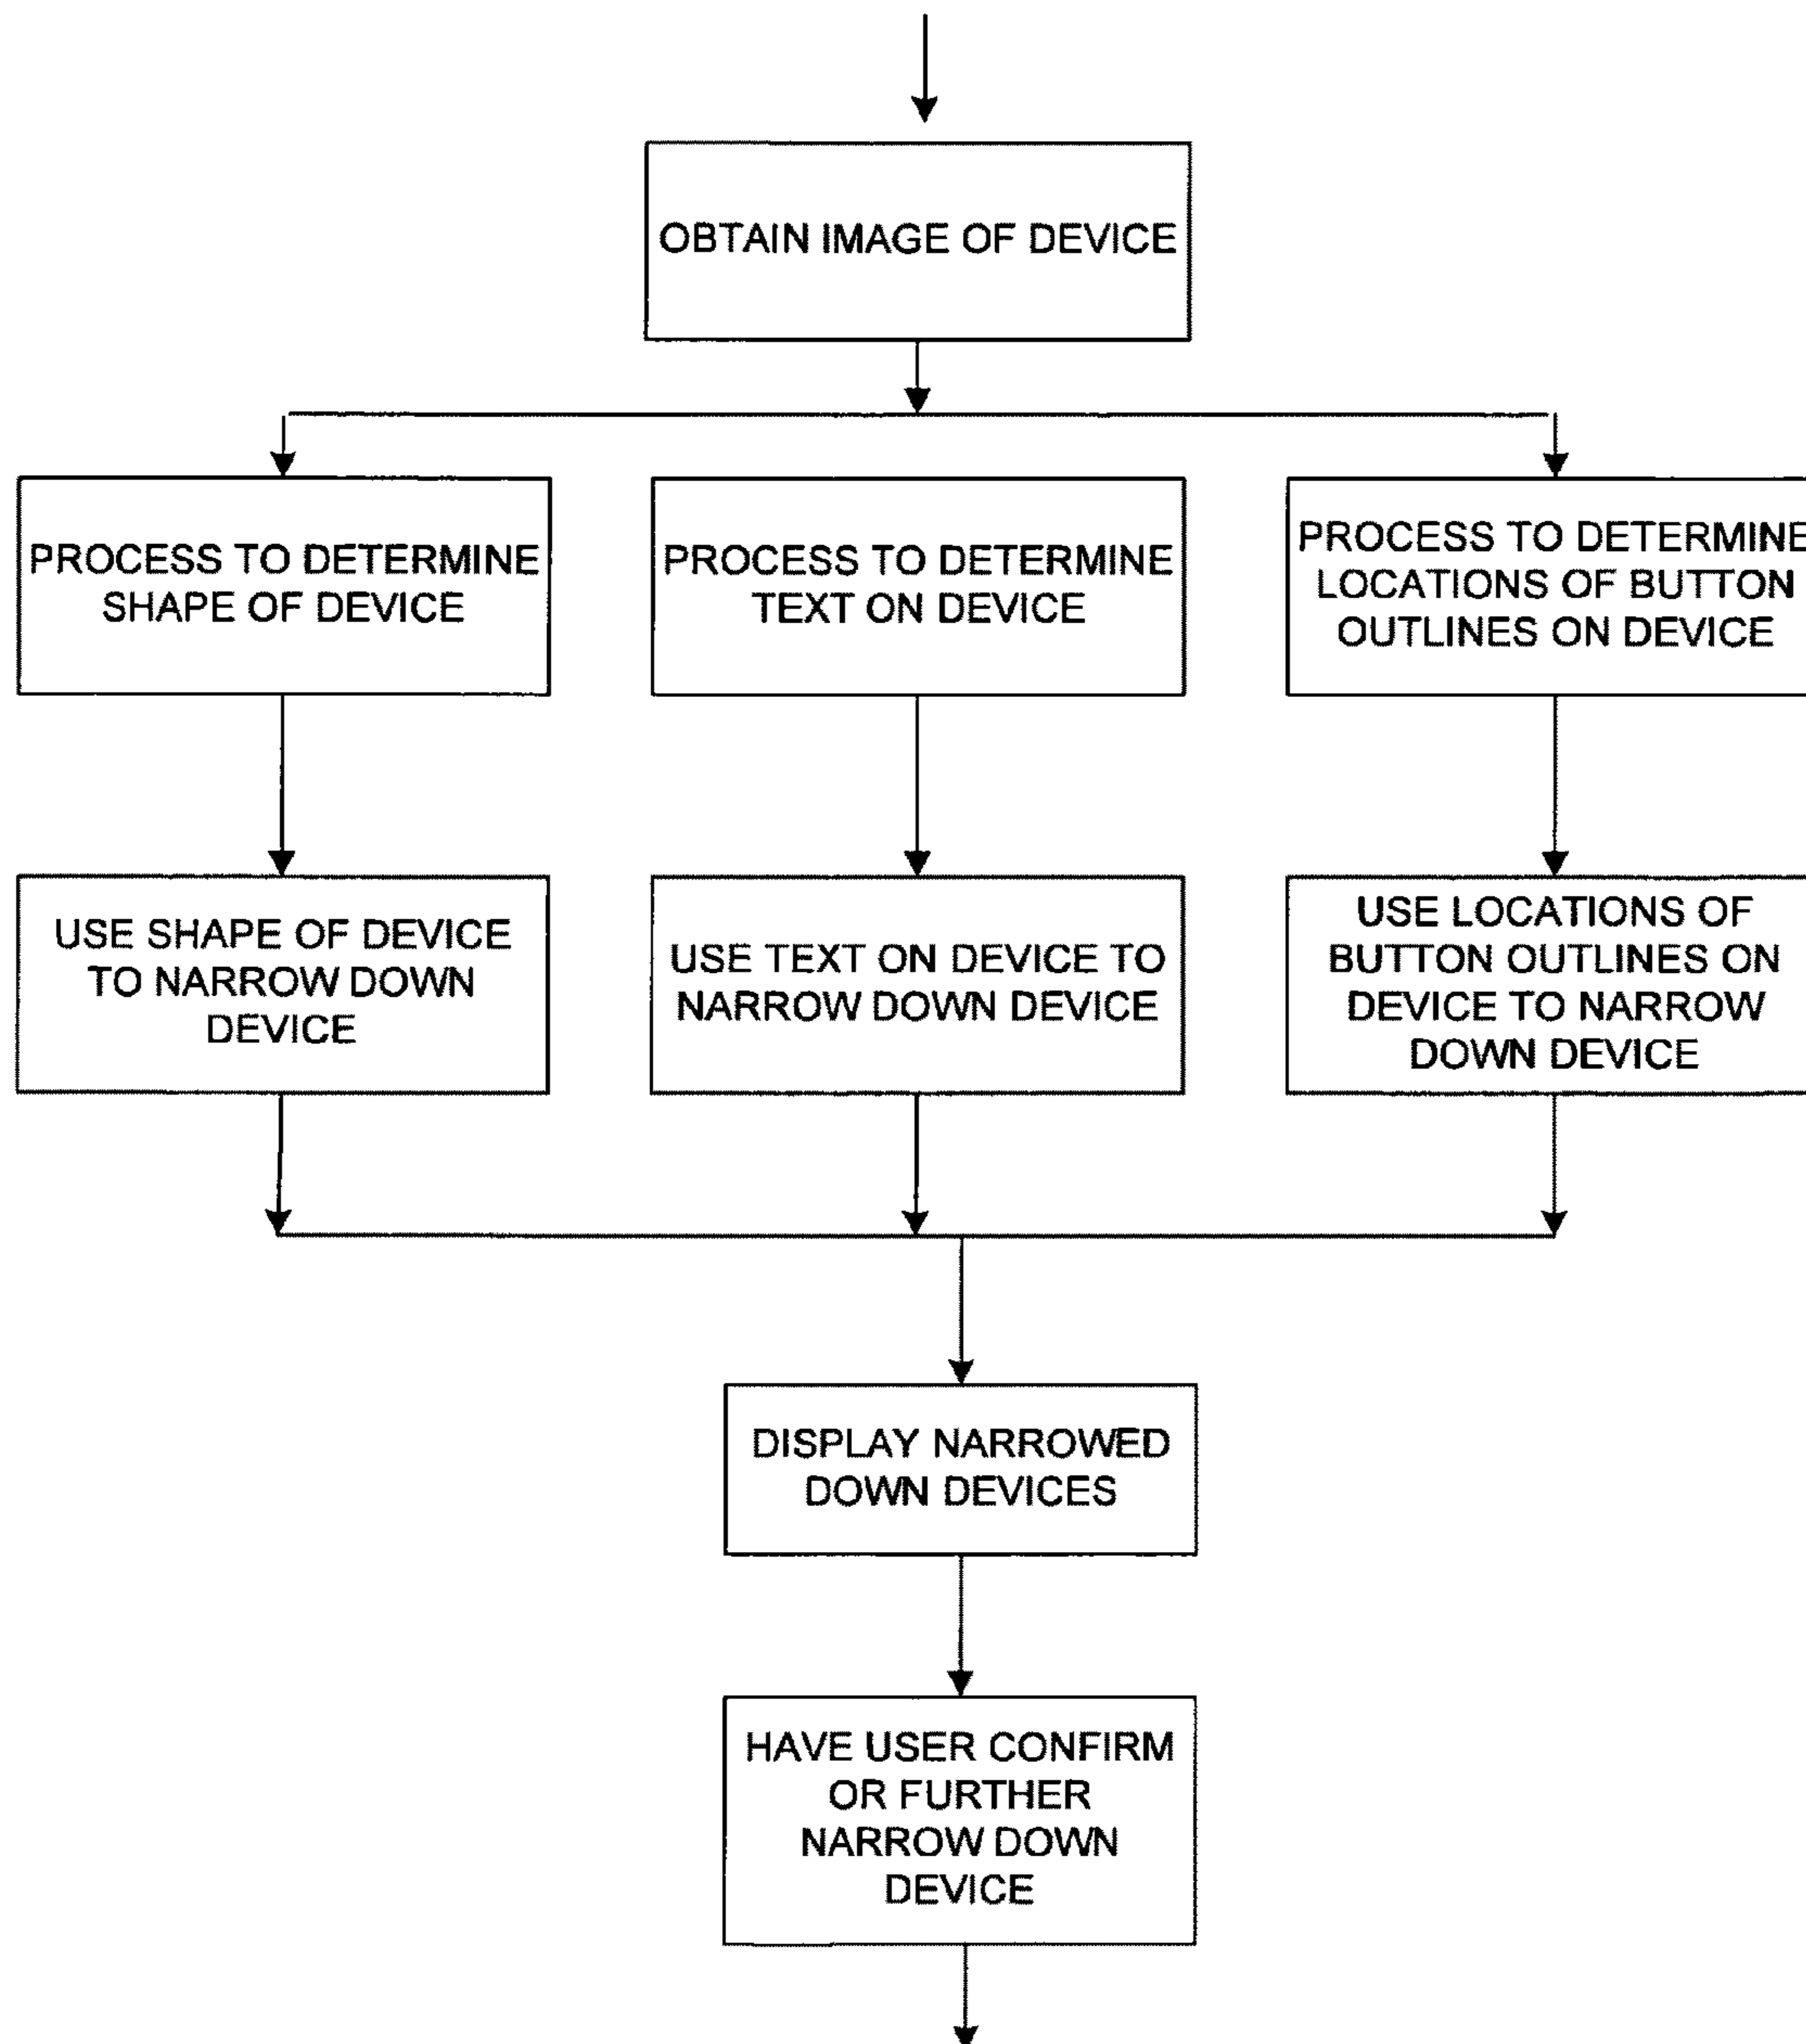 OBTAIN IMAGE OF DEVICE
PROCESS TO DETERMINE
SHAPE OF DEVICE
PROCESS TO DETERMINE
TEXT ON DEVICE
PROCESS TO DETERMINE
LOCATIONS OF BUTTON
OUTLINES ON DEVICE
USE SHAPE OF DEVICE
TO NARROW DOWN
DEVICE
USE TEXT ON DEVICE TO
NARROW DOWN DEVICE
USE LOCATIONS OF
BUTTON OUTLINES ON
DEVICE TO NARROW
DOWN DEVICE
DISPLAY NARROWED
DOWN DEVICES
HAVE USER CONFIRM
OR FURTHER
NARROW DOWN
DEVICE